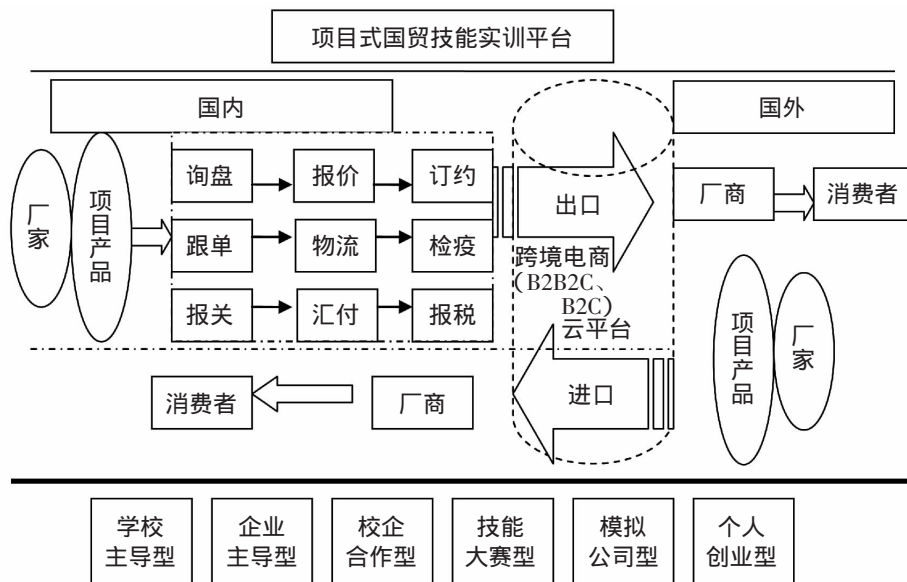 项目式国贸技能实训平台
国内
国外
厂家
项目产品
询盘
报价
订约
跟单
物流
检疫
报关
汇付
报税
出口
跨境电商
（B2B2C、
B2C）
云平台
进口
厂商
消费者
项目产品
厂家
消费者
厂商
学校
主导型
企业
主导型
校企
合作型
技能
大赛型
模拟
公司型
个人
创业型